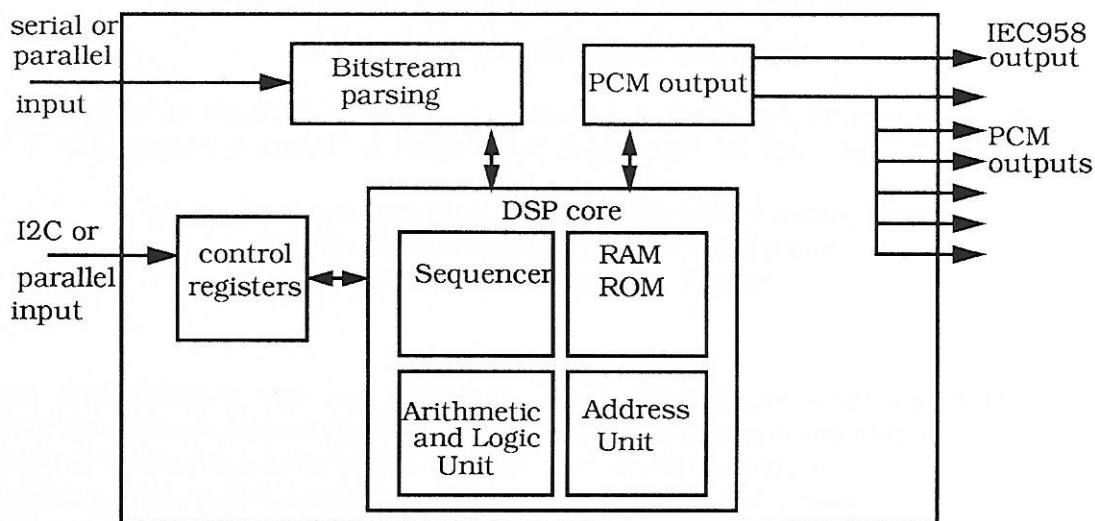 serial or
parallel
input
Bitstream
parsing
PCM output
IEC958
output
PCM
outputs
I2C or
parallel
input
control
registers
DSP core
Sequencer
RAM
ROM
Arithmetic
and Logic
Unit
Address
Unit